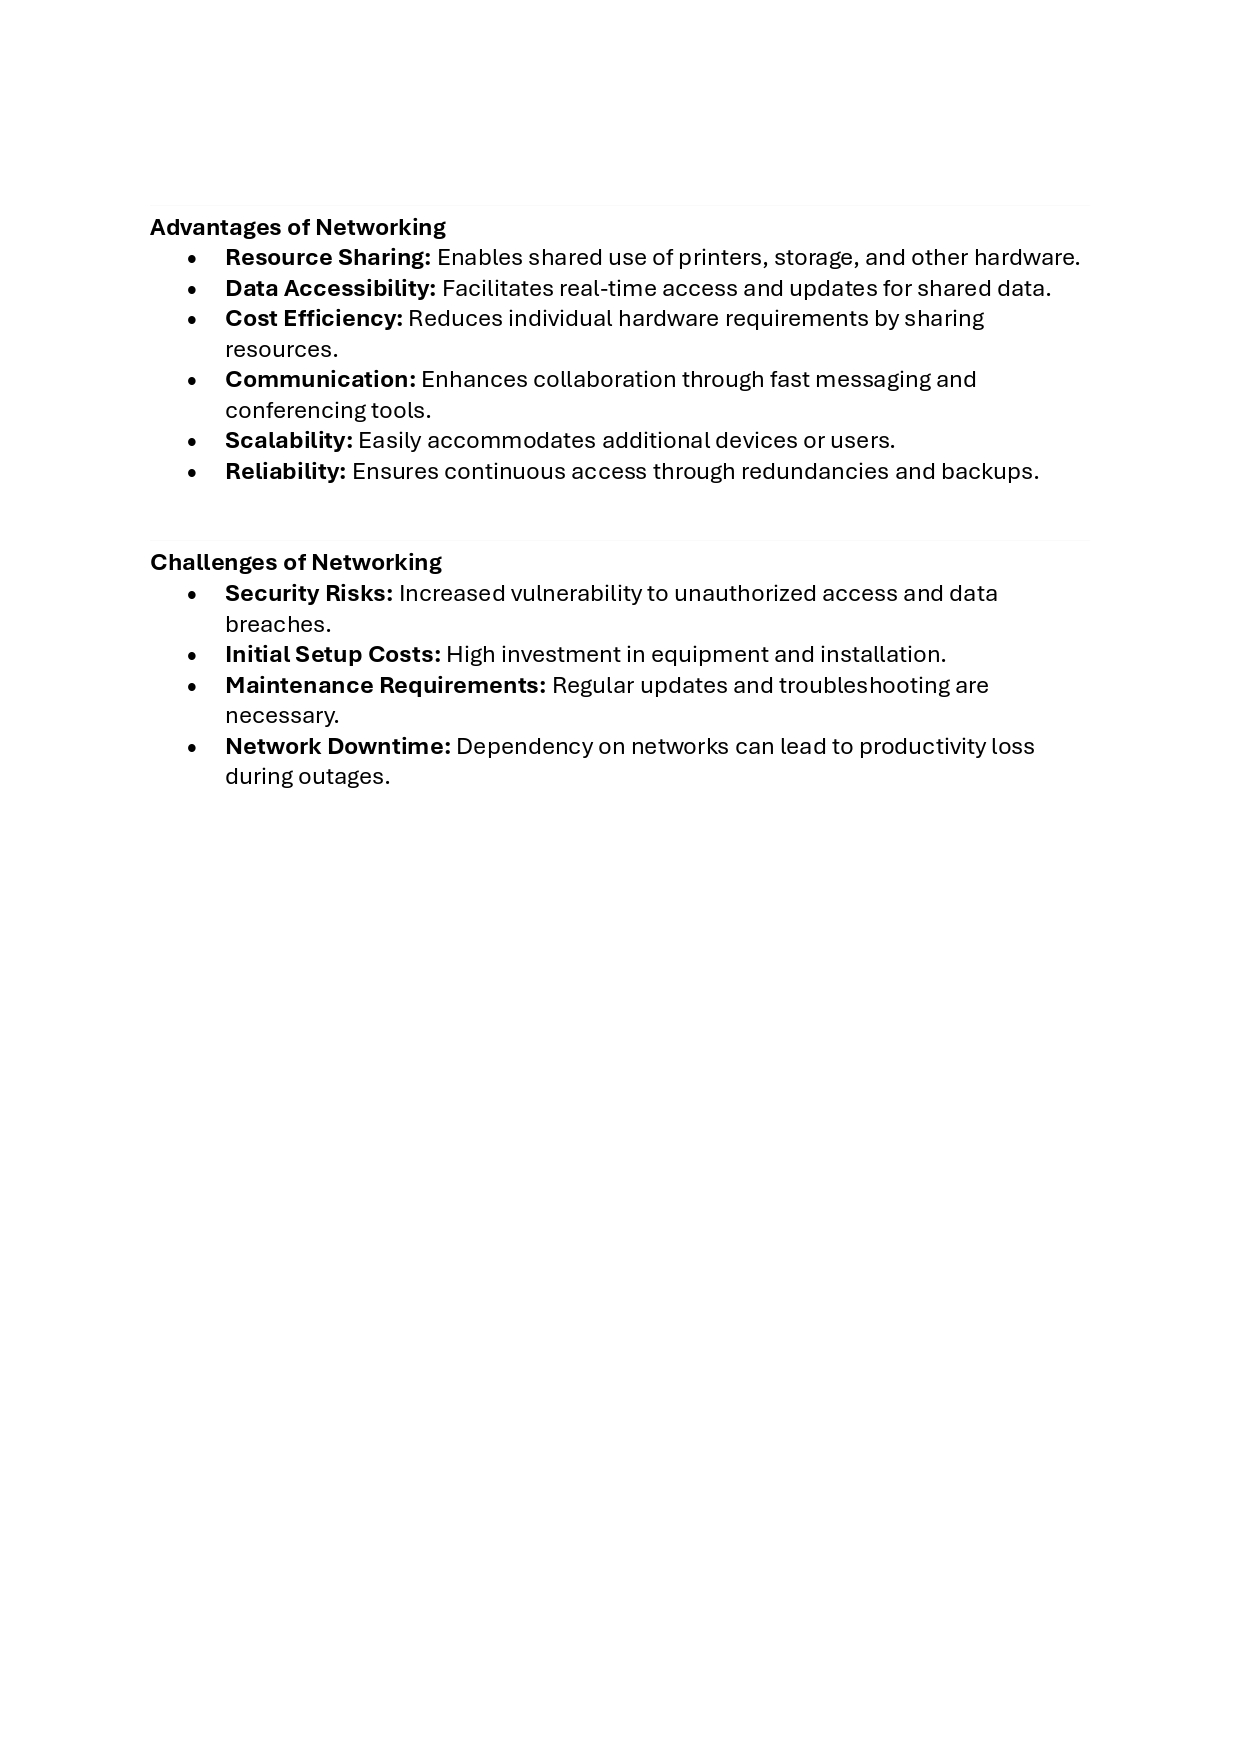 Advantages of Networking
• Resource Sharing: Enables shared use of printers, storage, and other hardware.
• Data Accessibility: Facilitates real-time access and updates for shared data.
• Cost Efficiency: Reduces individual hardware requirements by sharing
resources.
• Communication: Enhances collaboration through fast messaging and
conferencing tools.
• Scalability: Easily accommodates additional devices or users.
• Reliability: Ensures continuous access through redundancies and backups.
Challenges of Networking
• Security Risks: Increased vulnerability to unauthorized access and data
breaches.
• Initial Setup Costs: High investment in equipment and installation.
• Maintenance Requirements: Regular updates and troubleshooting are
necessary.
• Network Downtime: Dependency on networks can lead to productivity loss
during outages.